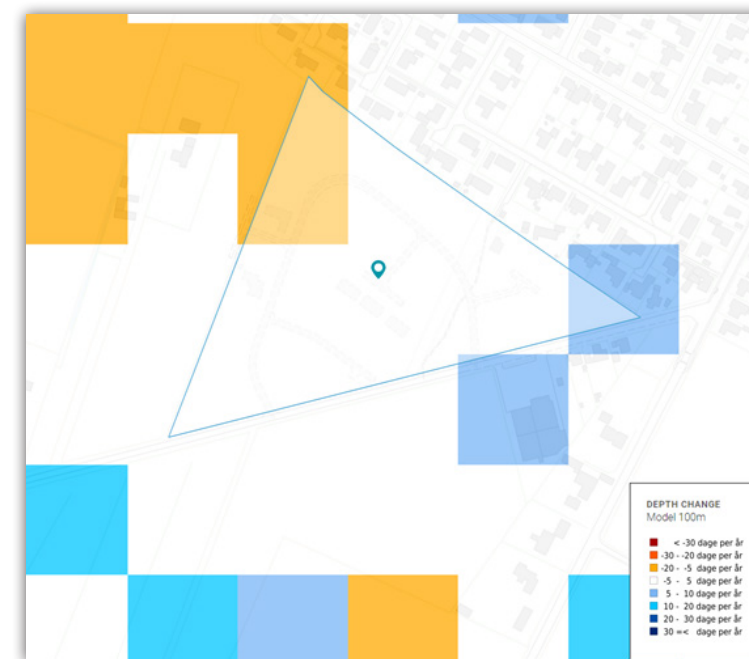 DEPTH CHANGE
Model 100m
< -30 dage per år
-30 - -20 dage per år
-20 - -5 dage per år
-5 - 5 dage per år
5 - 10 dage per år
10 - 20 dage per år
20 - 30 dage per år
30 =< dage per år